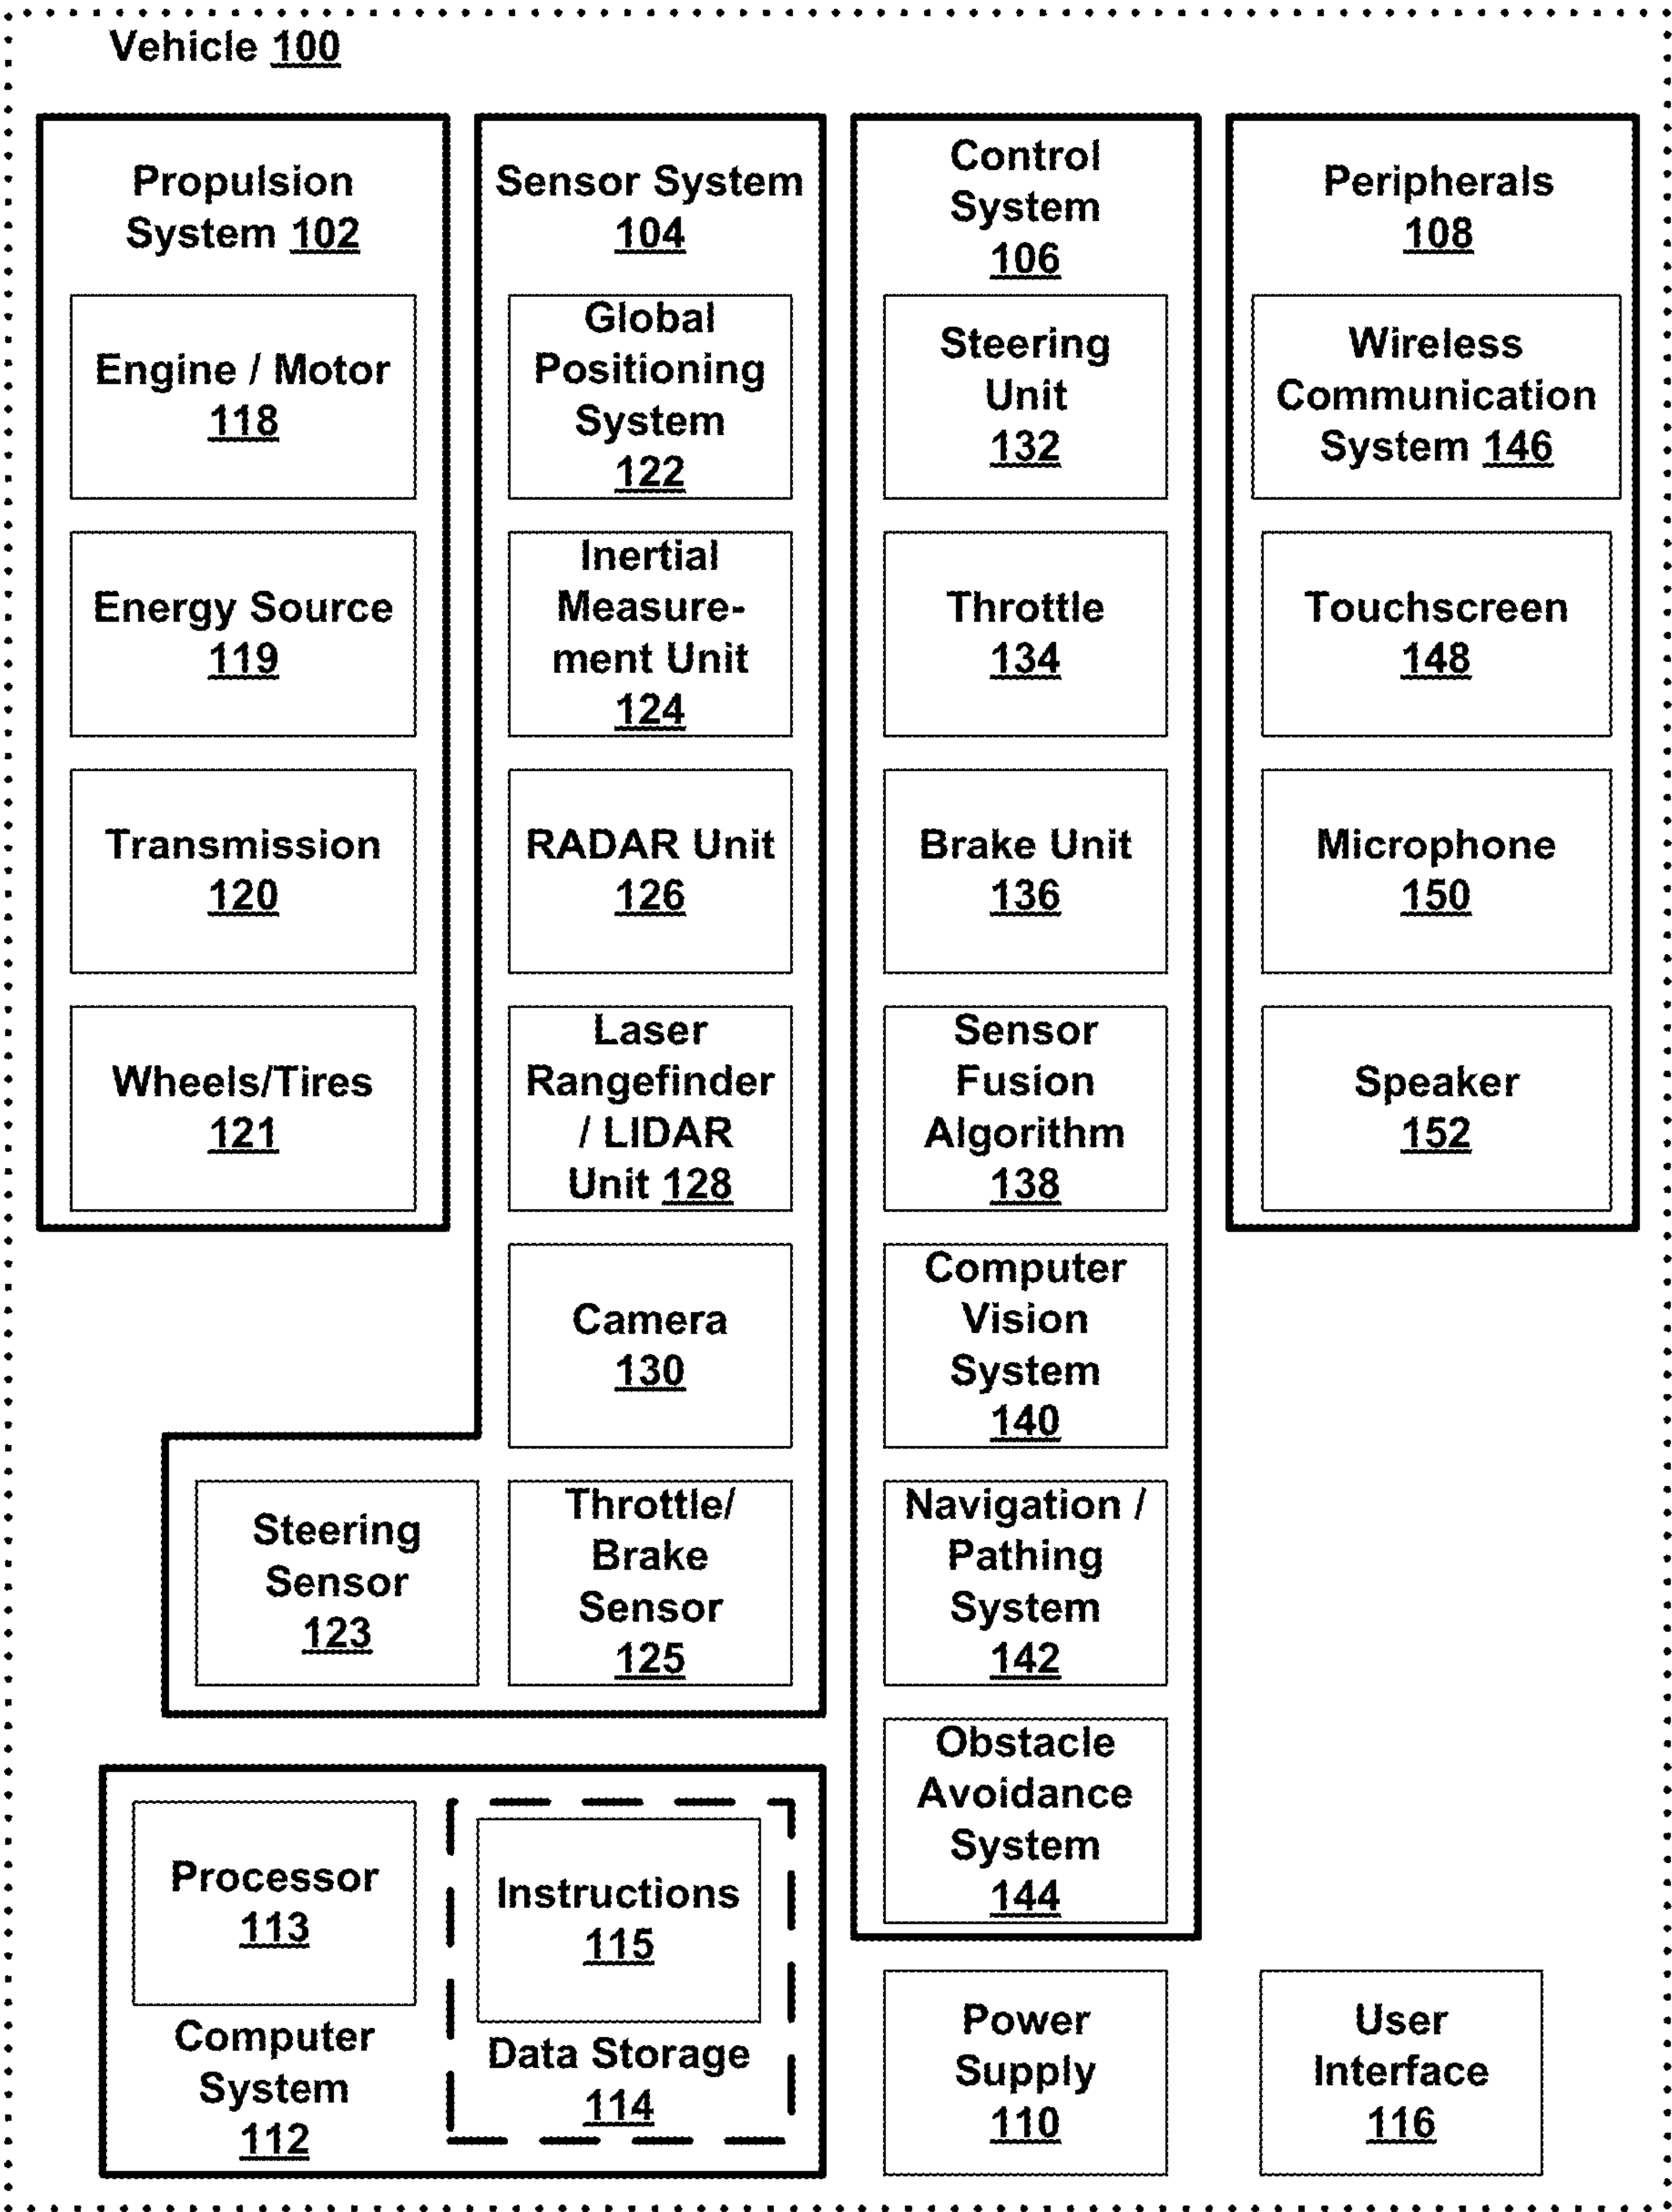 Vehicle 100
Propulsion
System 102
Engine / Motor
118
Energy Source
119
Transmission
120
Wheels/Tires
121
Sensor System
104
Global
Positioning
System
122
Inertial
Measure-
ment Unit
124
RADAR Unit
126
Laser
Rangefinder
/ LIDAR
Unit 128
Camera
130
Steering
Sensor
123
Throttle/
Brake
Sensor
125
Control
System
106
Steering
Unit
132
Throttle
134
Brake Unit
136
Sensor
Fusion
Algorithm
138
Computer
Vision
System
140
Navigation /
Pathing
System
142
Obstacle
Avoidance
System
144
Peripherals
108
Wireless
Communication
System 146
Touchscreen
148
Microphone
150
Speaker
152
Processor
113
Computer
System
112
Instructions
115
Data Storage
114
Power
Supply
110
User
Interface
116